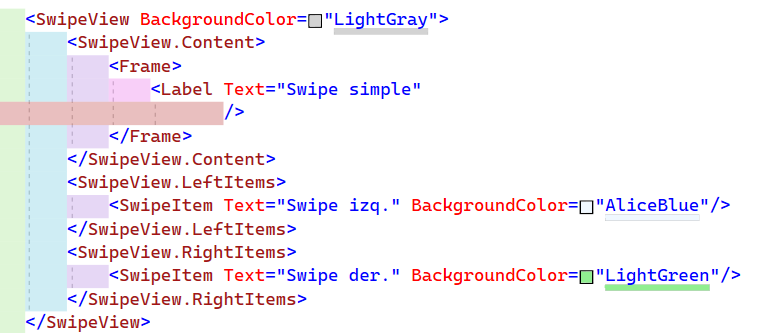 <SwipeView BackgroundColor="LightGray">
<SwipeView.Content>
<Frame>
<Label Text="Swipe simple"
/>
</Frame>
</SwipeView.Content>
<SwipeView.LeftItems>
<SwipeItem Text="Swipe izq." BackgroundColor="AliceBlue"/>
</SwipeView.LeftItems>
<SwipeView.RightItems>
<SwipeItem Text="Swipe der." BackgroundColor="LightGreen"/>
</SwipeView.RightItems>
</SwipeView>